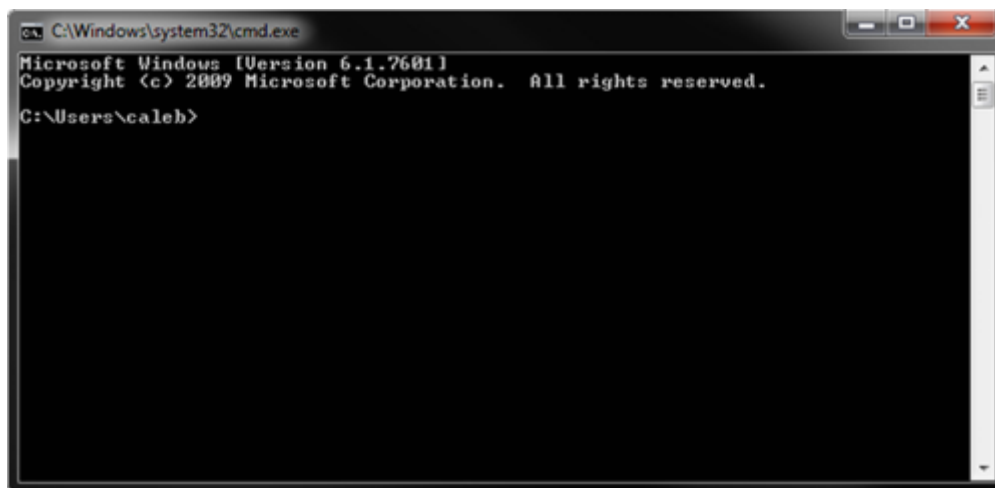 C:\Windows\system32\cmd.exe
Microsoft Windows [Version 6.1.7601]
Copyright (c) 2009 Microsoft Corporation.  All rights reserved.
C:\Users\caleb>